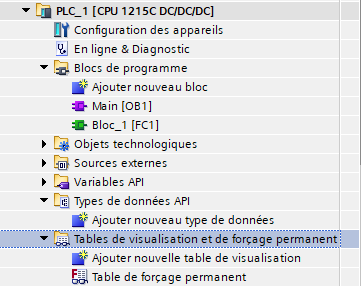 PLC_1 [CPU 1215C DC/DC/DC]
Configuration des appareils
En ligne & Diagnostic
Blocs de programme
Ajouter nouveau bloc
Main [OB1]
Bloc_1 [FC1]
Objets technologiques
Sources externes
Variables API
Types de données API
Ajouter nouveau type de données
Tables de visualisation et de forçage permanent
Ajouter nouvelle table de visualisation
Table de forçage permanent